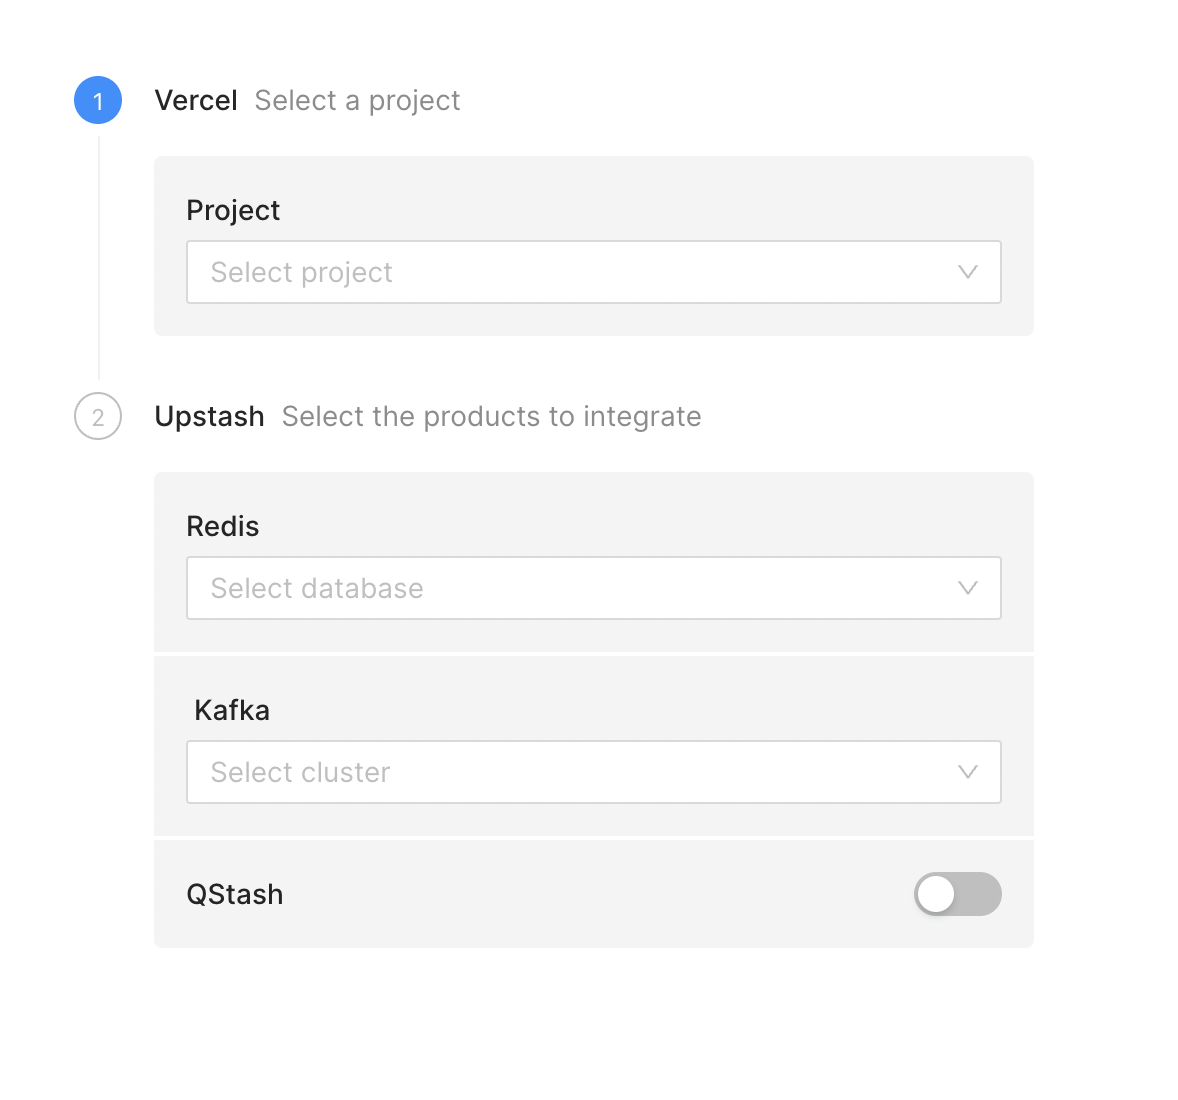 1 Vercel Select a project
Project
Select project
2 Upstash Select the products to integrate
Redis
Select database
Kafka
Select cluster
QStash